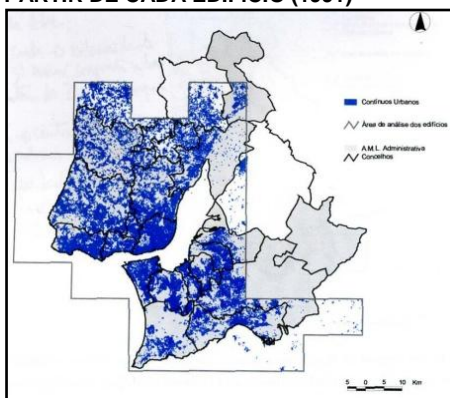 PARTIR DE CADA EDIFÍCIO (1991)
Contínuos Urbanos
Área de análise dos edifícios
A.M.L. Administrativa
Concelhos
5 0 5 10 Km